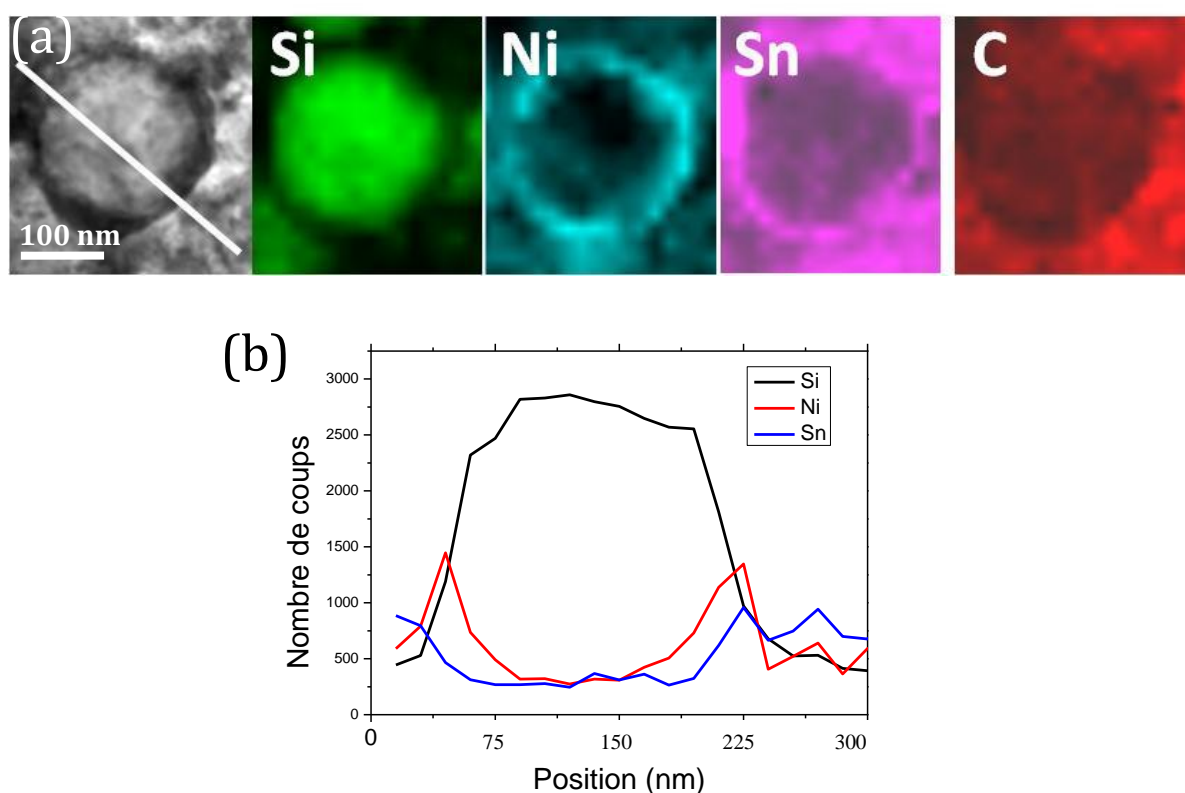 (a)
Si
Ni
Sn
C
100 nm
(b)
Si
Ni
Sn
3000
2500
2000
1500
1000
500
0
Nombre de coups
0 75 150 225 300
Position (nm)